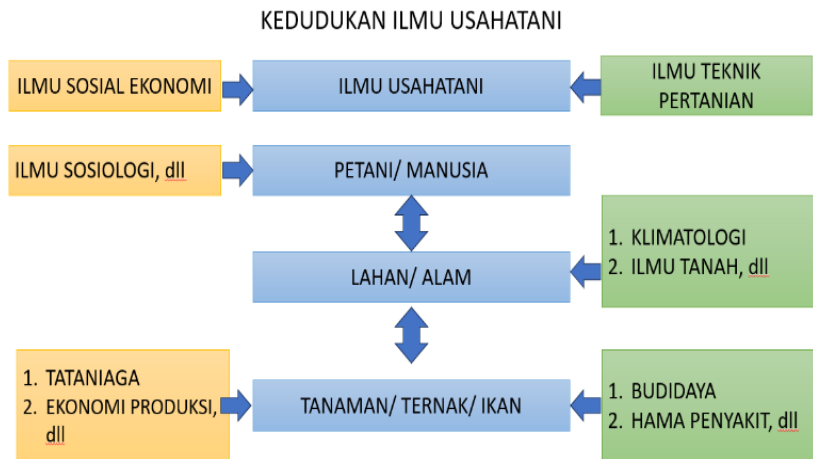 KEDUDUKAN ILMU USAHATANI
ILMU SOSIAL EKONOMI
ILMU USAHATANI
ILMU TEKNIK
PERTANIAN
ILMU SOSIOLOGI, dll
PETANI/ MANUSIA
LAHAN/ ALAM
1. KLIMATOLOGI
2. ILMU TANAH, dll
1. TATANIAGA
2. EKONOMI PRODUKSI,
dll
TANAMAN/ TERNAK/ IKAN
1. BUDIDAYA
2. HAMA PENYAKIT, dll